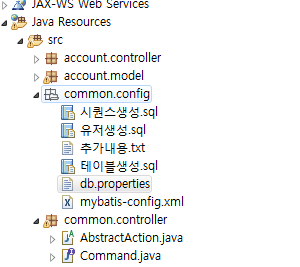 JAX-WS Web Services
Java Resources
src
account.controller
account.model
common.config
시퀀스생성.sql
유저생성.sql
추가내용.txt
테이블생성.sql
db.properties
mybatis-config.xml
common.controller
AbstractAction.java
Command.java